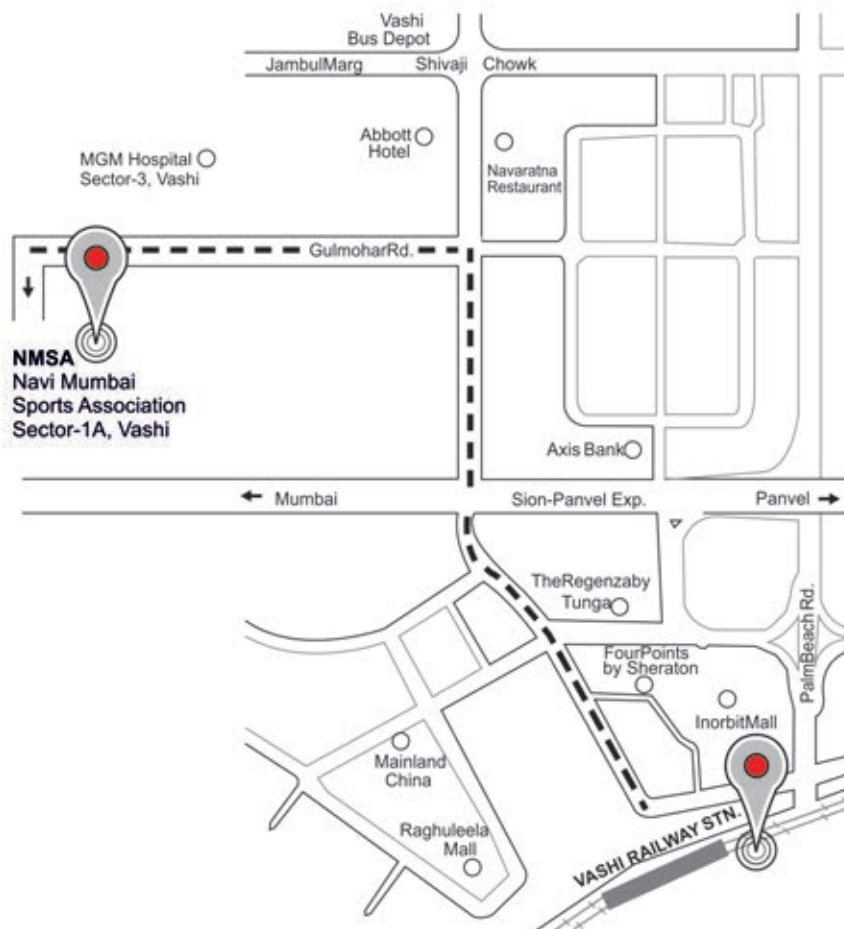 Vashi
Bus Depot
JambulMarg Shivaji Chowk
Abbott
Hotel
Navaratna
Restaurant
MGM Hospital
Sector-3, Vashi
GulmoharRd.
NMSA
Navi Mumbai
Sports Association
Sector-1A, Vashi
Axis Bank
Mumbai Sion-Panvel Exp. Panvel
TheRegenzaby
Tunga
PalmBeach Rd.
FourPoints
by Sheraton
InorbitMall
Mainland
China
Raghuleela
Mall
VASHI RAILWAY STN.